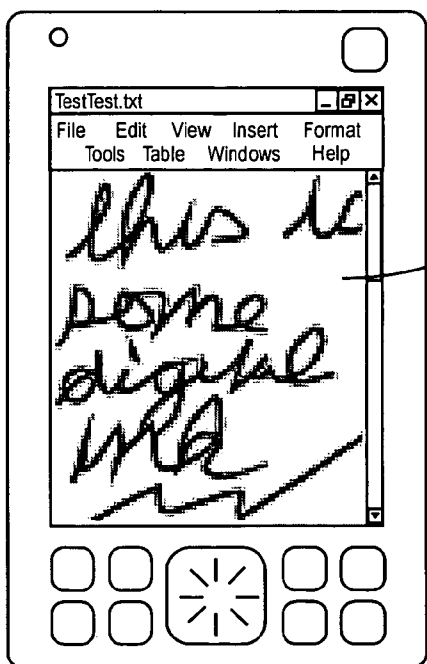 TestTest.txt
File Edit View Insert Format
Tools Table Windows Help
this is
some
digital
ink